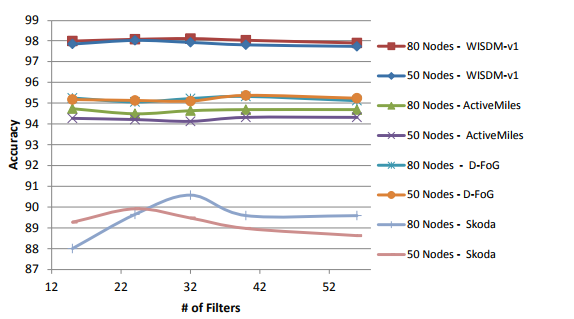 99
98
97
96
95
94
93
92
91
90
89
88
87
Accuracy
12
22
32
42
52
# of Filters
80 Nodes - WISDM-v1
50 Nodes - WISDM-v1
80 Nodes - ActiveMiles
50 Nodes - ActiveMiles
80 Nodes - D-FoG
50 Nodes - D-FoG
80 Nodes - Skoda
50 Nodes - Skoda